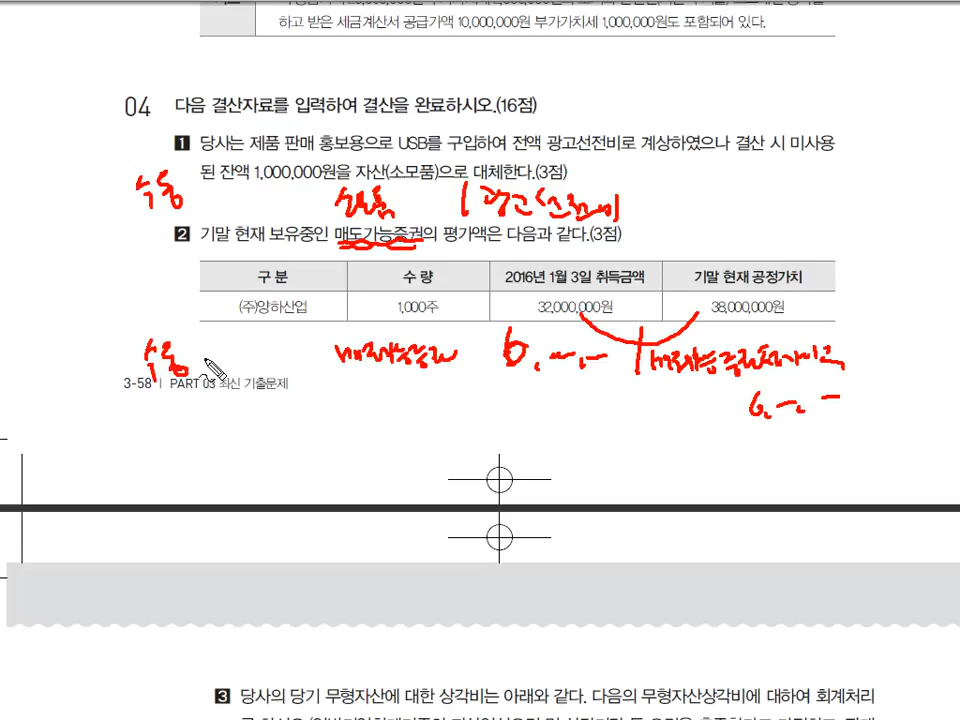 하고 받은 세금계산서 공급가액 10,000,000원 부가가치세 1,000,000원도 포함되어 있다.
04 다음 결산자료를 입력하여 결산을 완료하시오.(16점)
1 당사는 제품 판매 홍보용으로 USB를 구입하여 전액 광고선전비로 계상하였으나 결산 시 미사용
된 잔액 1,000,000원을 자산(소모품)으로 대체한다.(3점)
수동 소모품 / 광고선전비
2 기말 현재 보유중인 매도가능증권의 평가액은 다음과 같다.(3점)
구 분 수 량 2016년 1월 3일 취득금액 기말 현재 공정가치
(주)양하산업 1,000주 32,000,000원 38,000,000원
수동 매도가능증권 6,ㅡ,ㅡ / 매도가능증권평가이익
6,ㅡ,ㅡ
3-58 | PART 03 최신 기출문제
3 당사의 당기 무형자산에 대한 상각비는 아래와 같다. 다음의 무형자산상각비에 대하여 회계처리